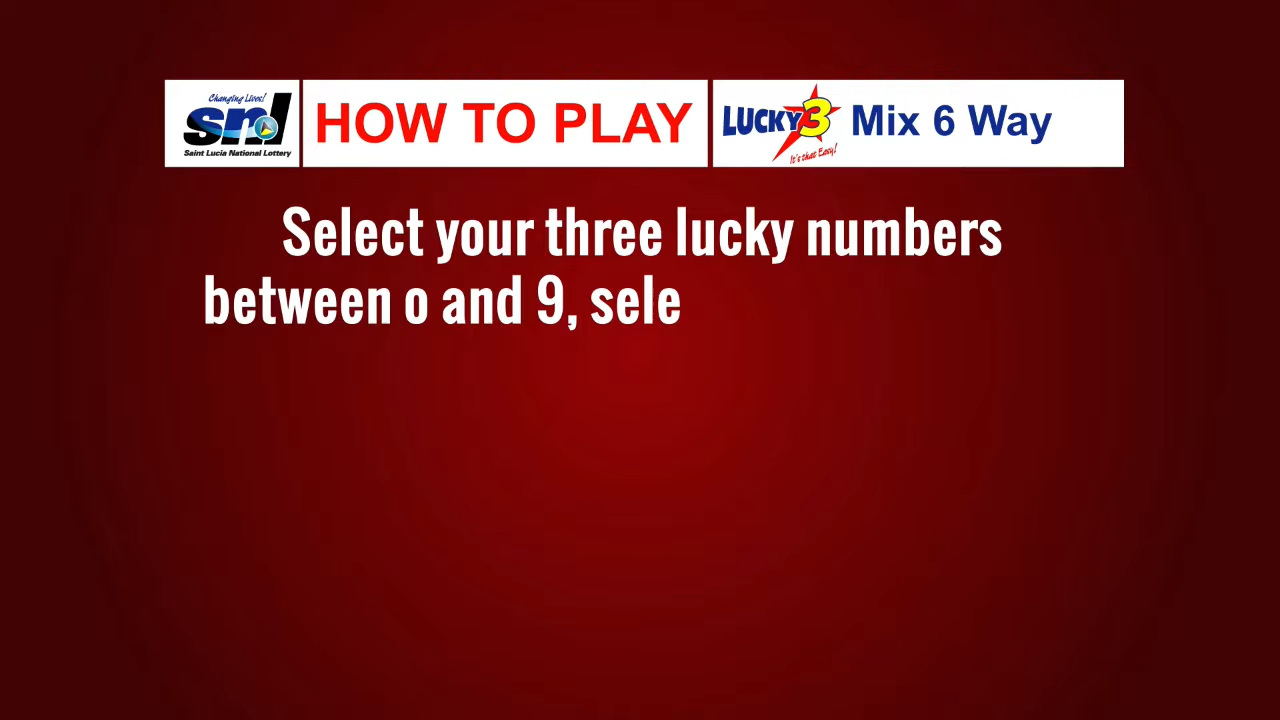 Changing Lives!
snl
Saint Lucia National Lottery
HOW TO PLAY
LUCKY 3
It's that Easy!
Mix 6 Way
Select your three lucky numbers
between o and 9, sele